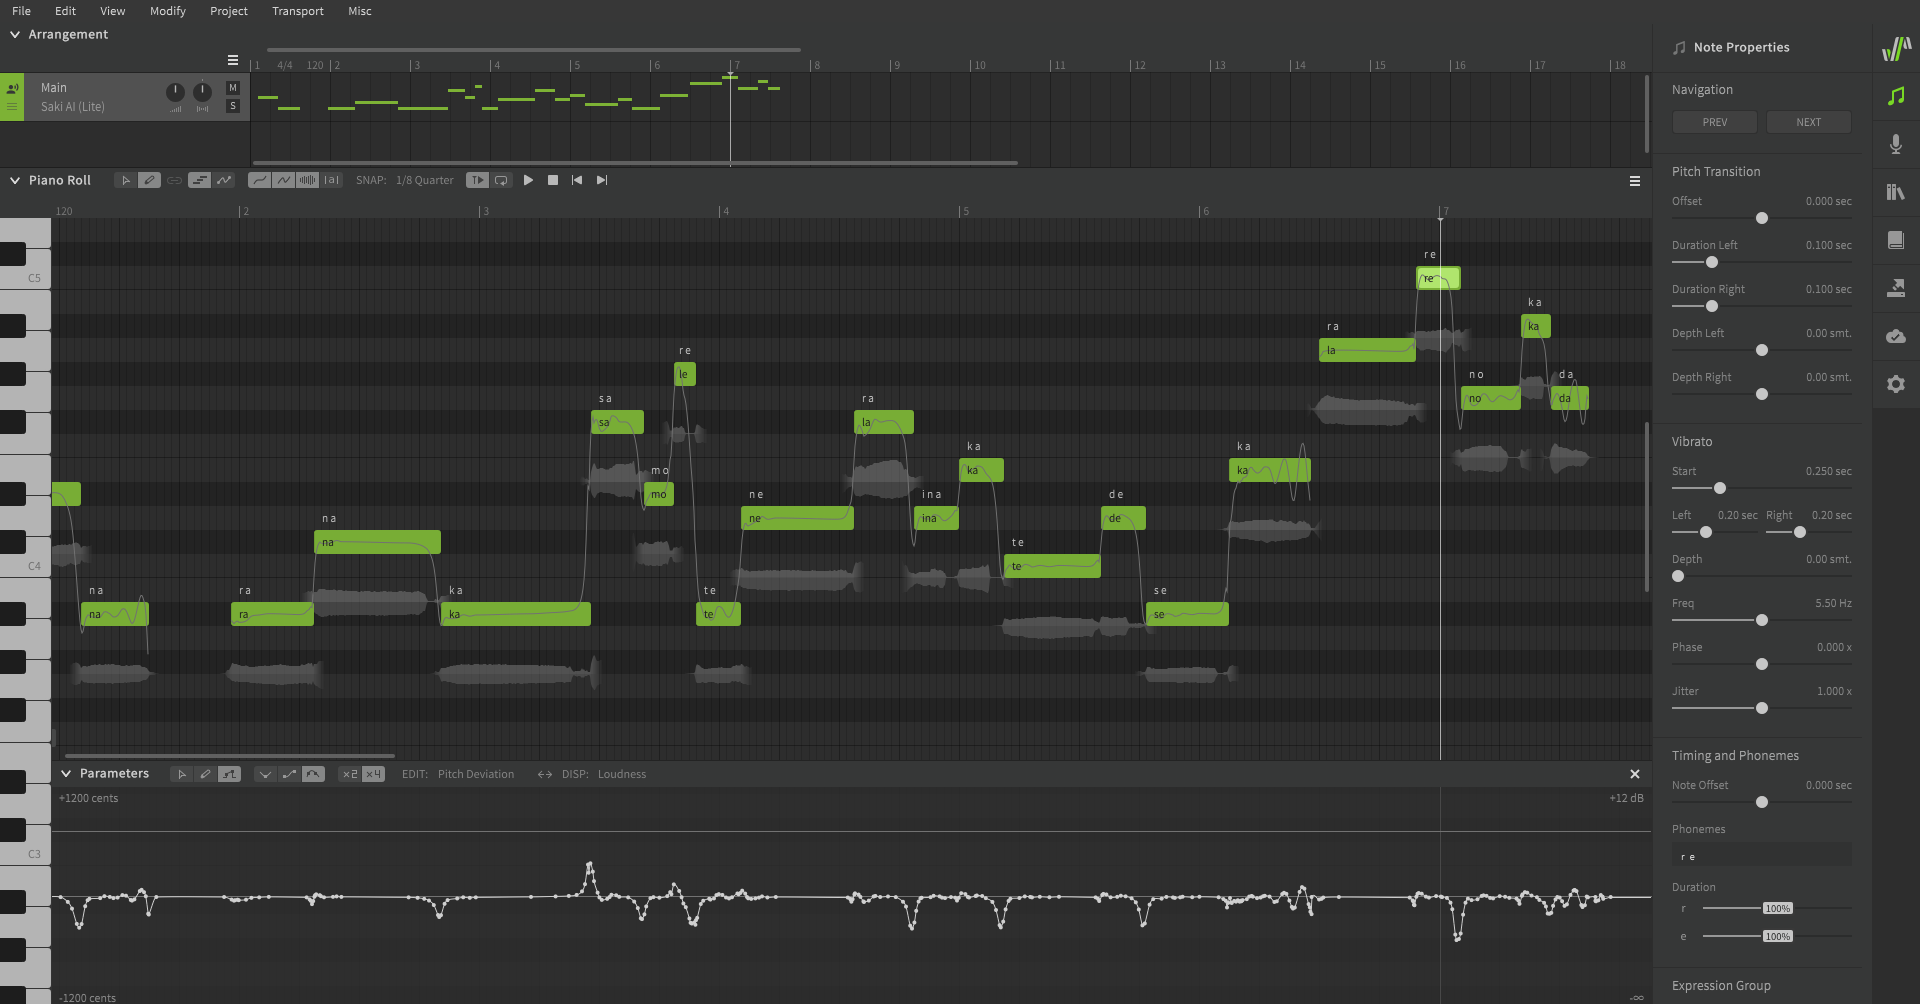 File Edit View Modify Project Transport Misc
Arrangement
1 4/4 120 2 3 4 5 6 7 8 9 10 11 12 13 14 15 16 17 18
Main M
Saki AI (Lite) S
Piano Roll SNAP: 1/8 Quarter
120 2 3 4 5 6 7
C5
C4
C3
re
re
ka
ka
ra
la
no
no
da
da
re
le
sa
sa
ra
la
ka
ka
ka
ka
mo
mo
ne
ne
ina
ina
de
de
na
na
te
te
na
na
ra
ra
ka
ka
te
te
se
se
Parameters ×2 ×4 EDIT: Pitch Deviation DISP: Loudness
+1200 cents +12 dB
-1200 cents -∞
Note Properties
Navigation
PREV NEXT
Pitch Transition
Offset 0.000 sec
Duration Left 0.100 sec
Duration Right 0.100 sec
Depth Left 0.00 smt.
Depth Right 0.00 smt.
Vibrato
Start 0.250 sec
Left 0.20 sec Right 0.20 sec
Depth 0.00 smt.
Freq 5.50 Hz
Phase 0.000 x
Jitter 1.000 x
Timing and Phonemes
Note Offset 0.000 sec
Phonemes
r e
Duration
r 100%
e 100%
Expression Group